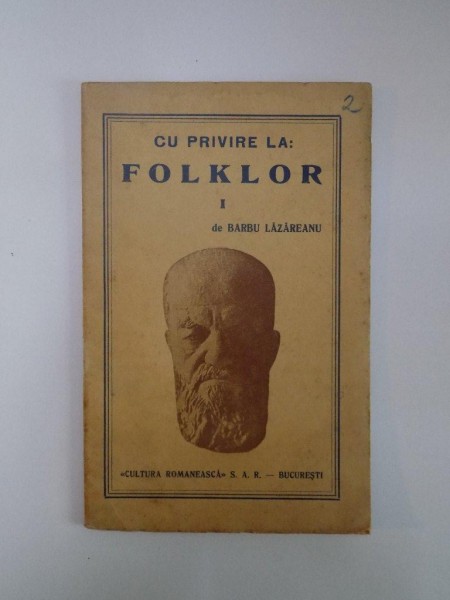 2
CU PRIVIRE LA:
FOLKLOR
I
de BARBU LĂZĂREANU
«CULTURA ROMANEASCĂ» S. A. R. — BUCUREȘTI